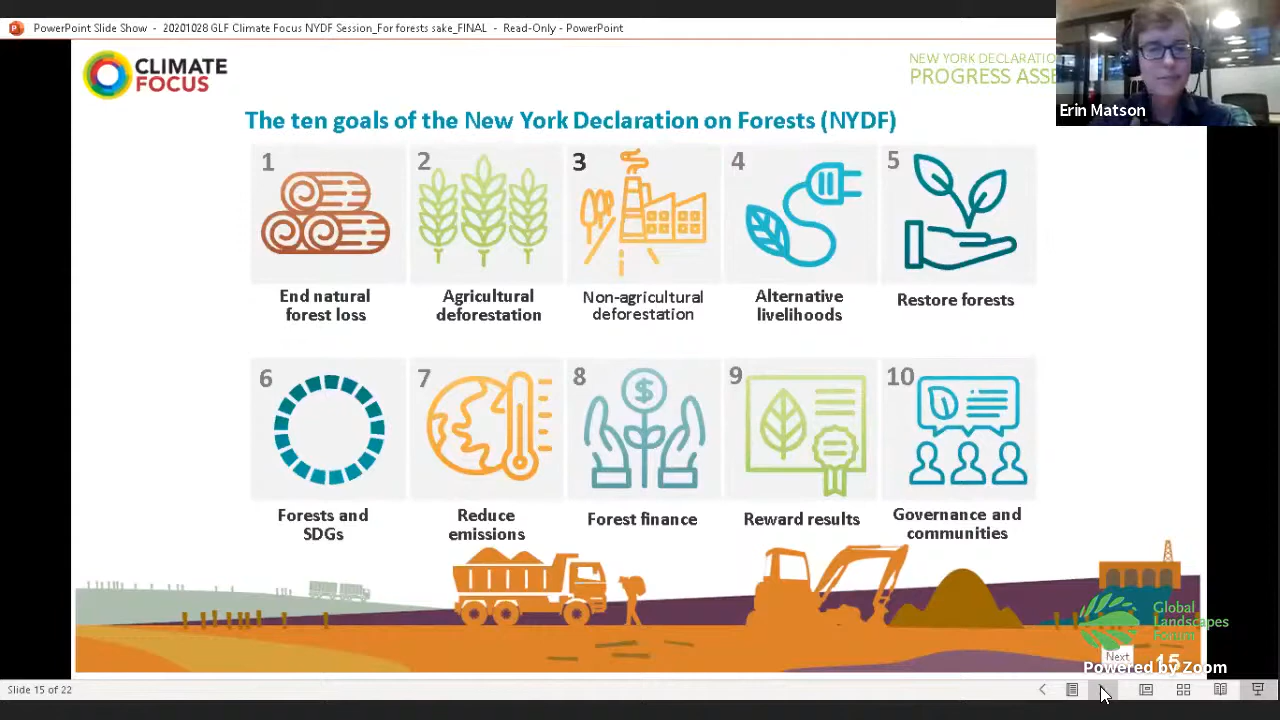 PowerPoint Slide Show - 20201028 GLF Climate Focus NYDF Session_For forests sake_FINAL - Read-Only - PowerPoint
CLIMATE
FOCUS
NEW YORK DECLARATIO
PROGRESS ASSE
Erin Matson
The ten goals of the New York Declaration on Forests (NYDF)
1
2
3
4
5
End natural
forest loss
Agricultural
deforestation
Non-agricultural
deforestation
Alternative
livelihoods
Restore forests
6
7
8
9
10
$
Forests and
SDGs
Reduce
emissions
Forest finance
Reward results
Governance and
communities
Global
Landscapes
Forum
Next
15
Powered by Zoom
Slide 15 of 22